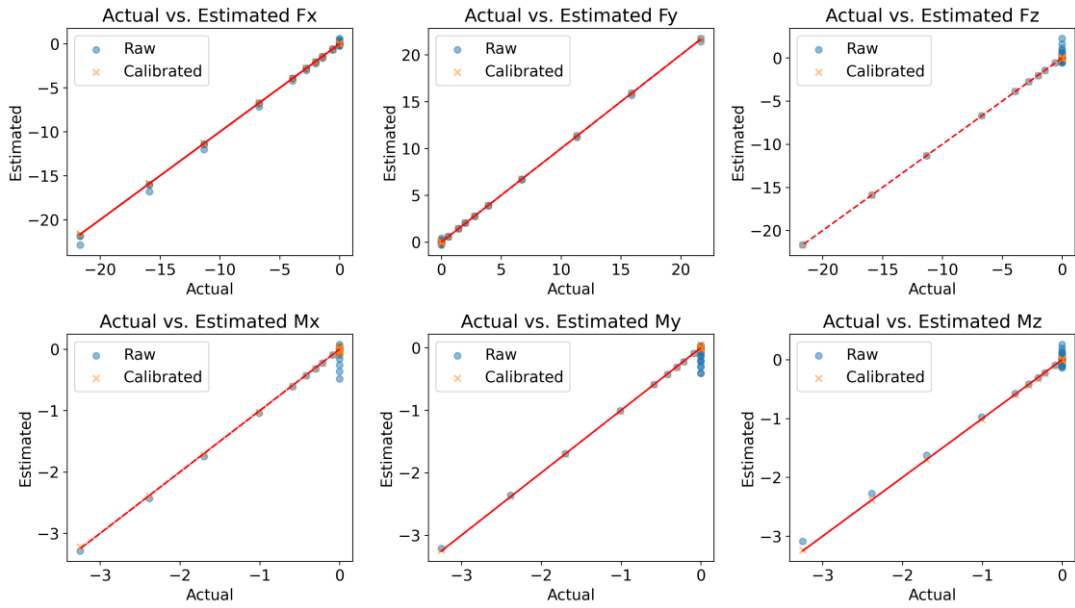 Actual vs. Estimated Fx
Estimated
0
−5
−10
−15
−20
Raw
Calibrated
−20
−15
−10
−5
0
Actual
Actual vs. Estimated Fy
Estimated
20
15
10
5
0
Raw
Calibrated
0
5
10
15
20
Actual
Actual vs. Estimated Fz
Estimated
0
−5
−10
−15
−20
Raw
Calibrated
−20
−15
−10
−5
0
Actual
Actual vs. Estimated Mx
Estimated
0
−1
−2
−3
Raw
Calibrated
−3
−2
−1
0
Actual
Actual vs. Estimated My
Estimated
0
−1
−2
−3
Raw
Calibrated
−3
−2
−1
0
Actual
Actual vs. Estimated Mz
Estimated
0
−1
−2
−3
Raw
Calibrated
−3
−2
−1
0
Actual